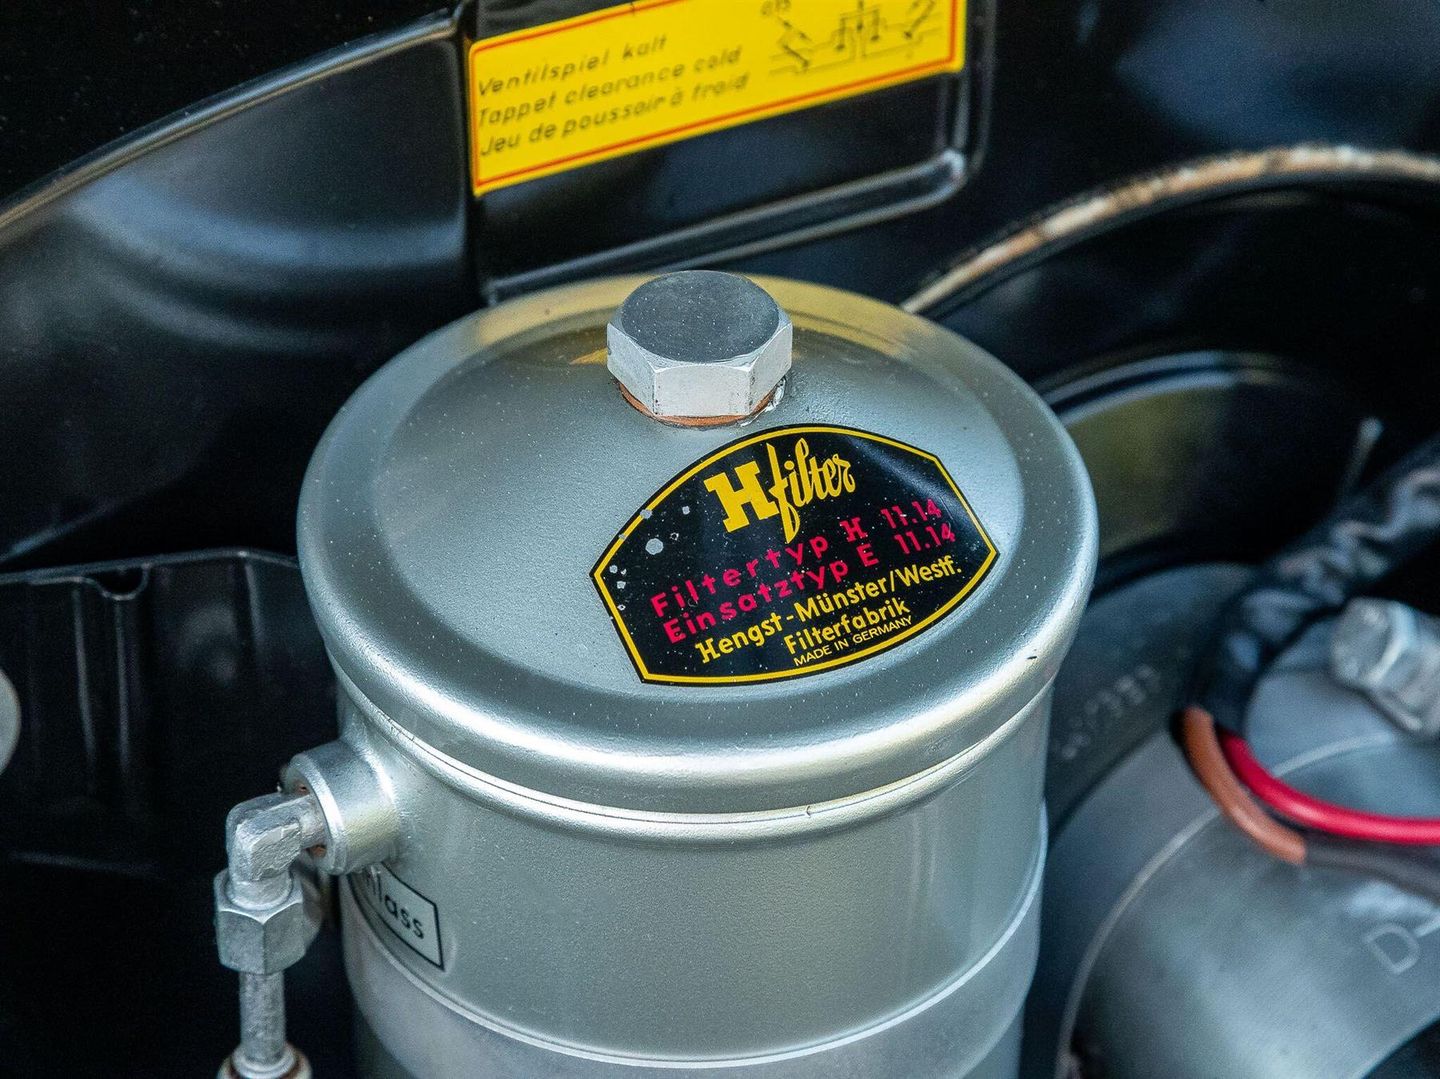 Ventilspiel kalt
Tappet clearance cold
Jeu de poussoir à froid
H filter
Filtertyp H 11.14
Einsatztyp E 11.14
Hengst-Münster/Westf.
Filterfabrik
MADE IN GERMANY